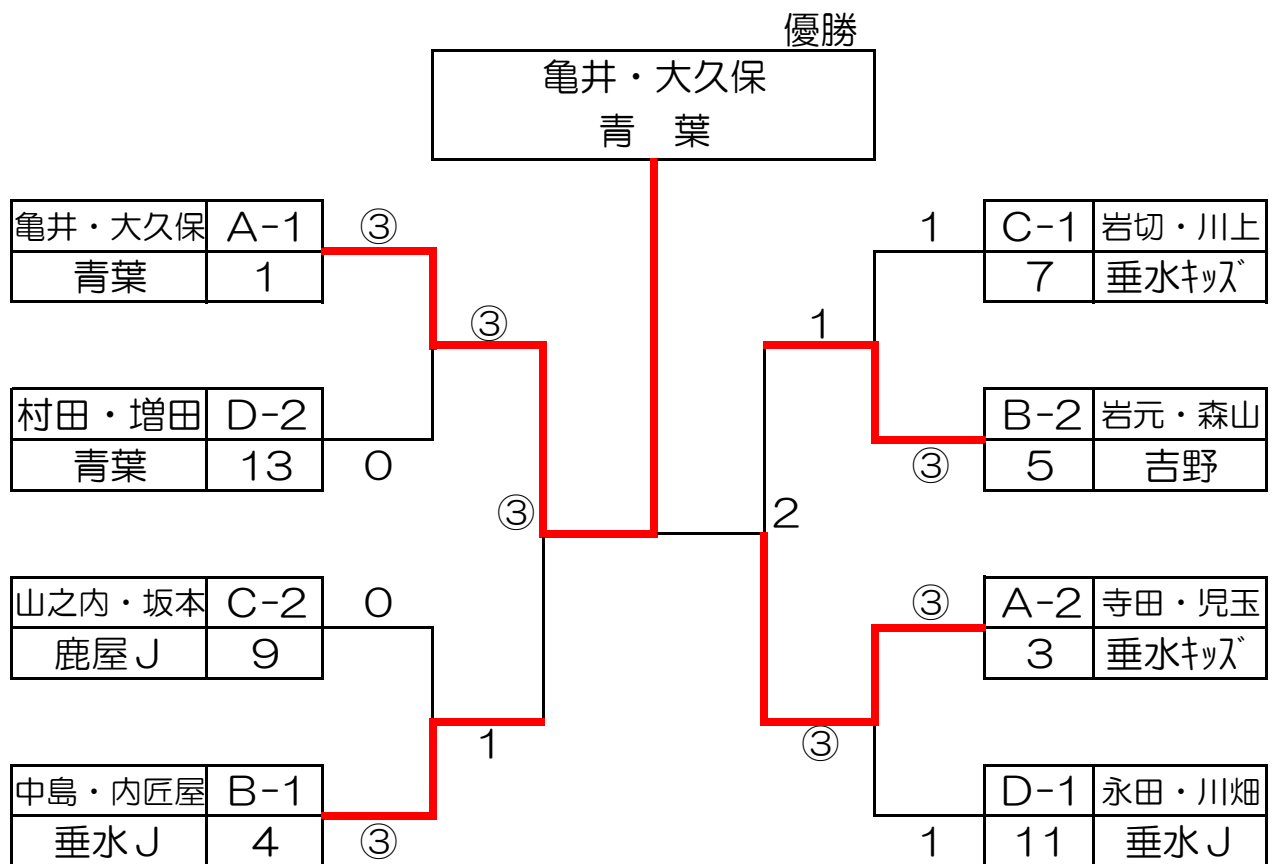 優勝
亀井・大久保
青　葉
亀井・大久保 A-1 ③
青葉 1
③
村田・増田 D-2
青葉 13 0
③
山之内・坂本 C-2 0
鹿屋J 9
1
中島・内匠屋 B-1
垂水J 4 ③
1 C-1 岩切・川上
7 垂水ｷｯｽﾞ
1
B-2 岩元・森山
③ 5 吉野
2
③ A-2 寺田・児玉
3 垂水ｷｯｽﾞ
③
D-1 永田・川畑
1 11 垂水J